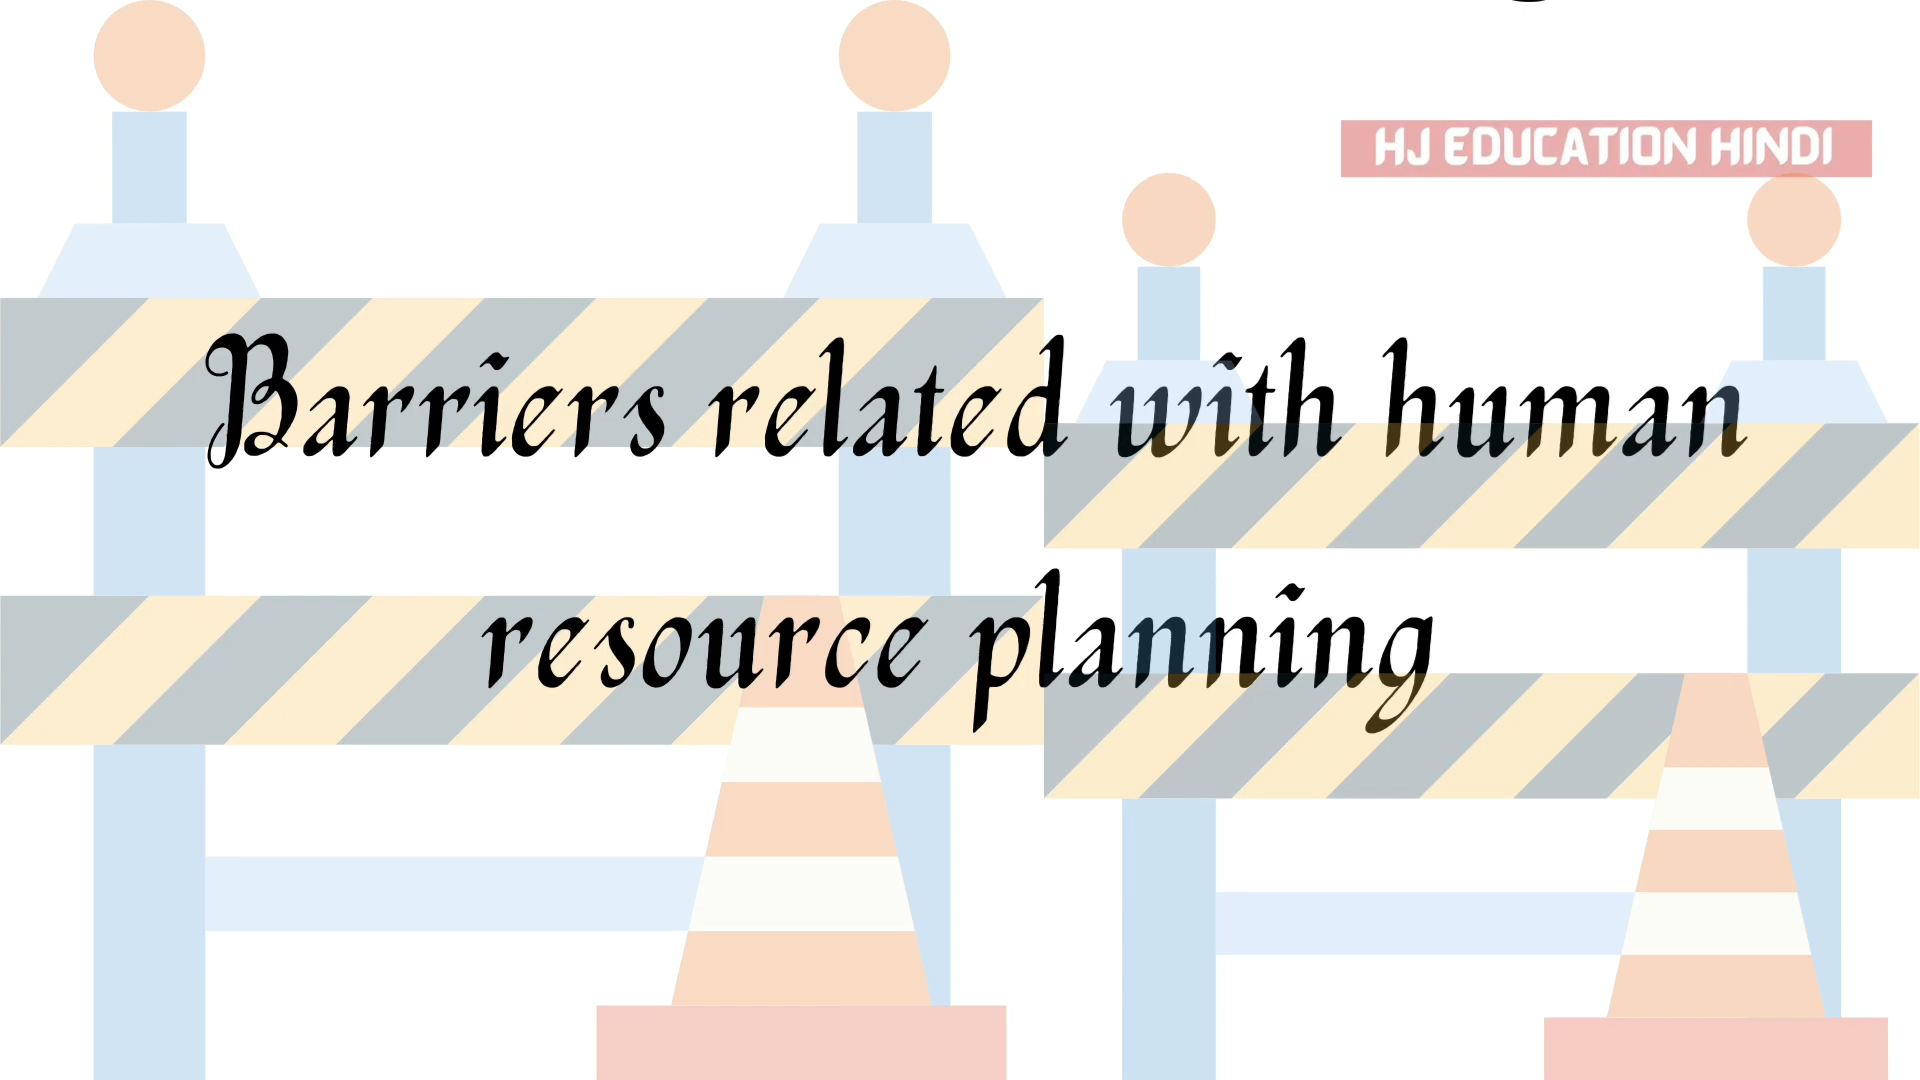 HJ EDUCATION HINDI
Barriers related with human
resource planning